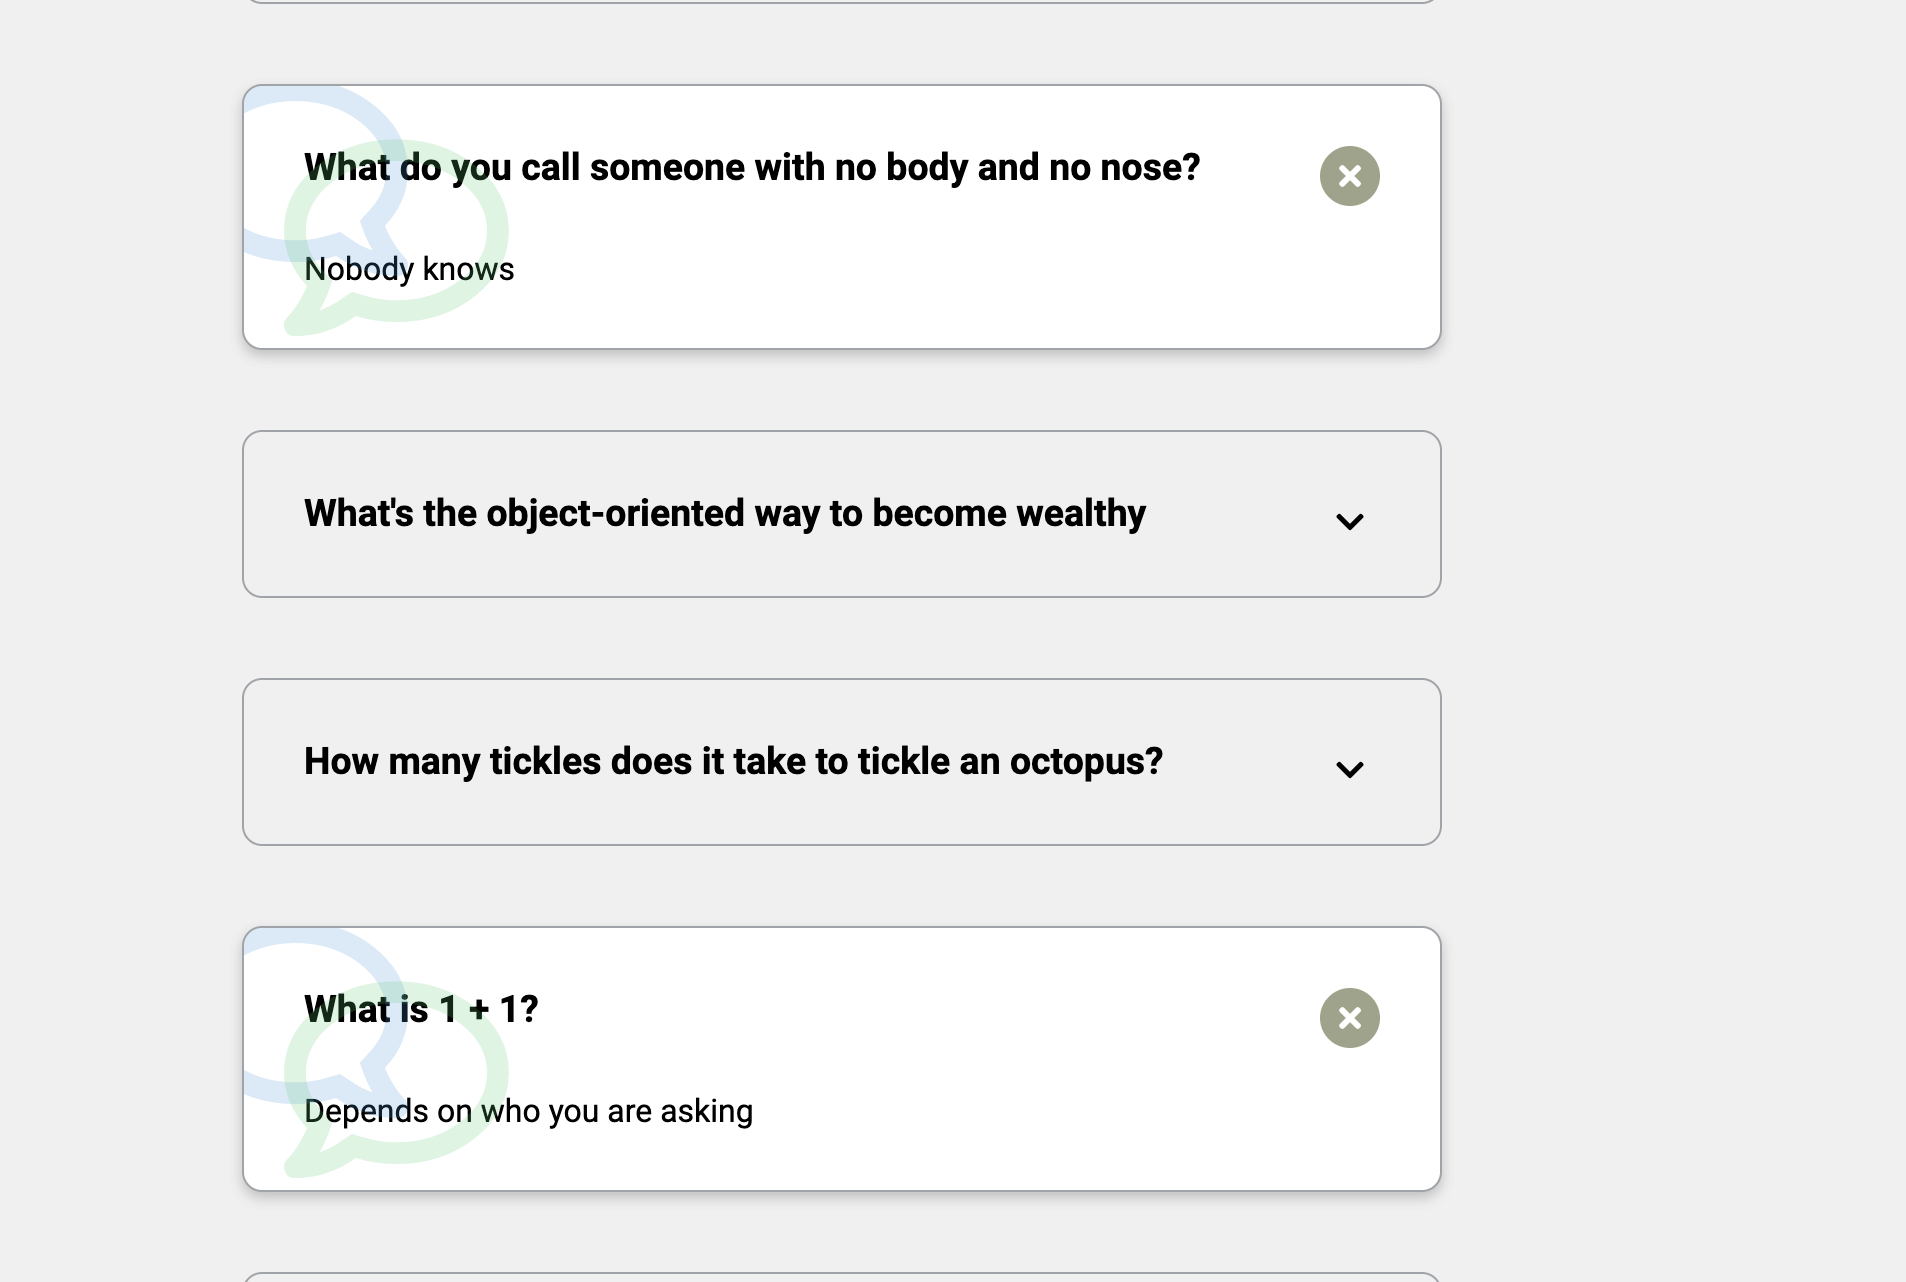 What do you call someone with no body and no nose?
Nobody knows
What's the object-oriented way to become wealthy
How many tickles does it take to tickle an octopus?
What is 1 + 1?
Depends on who you are asking